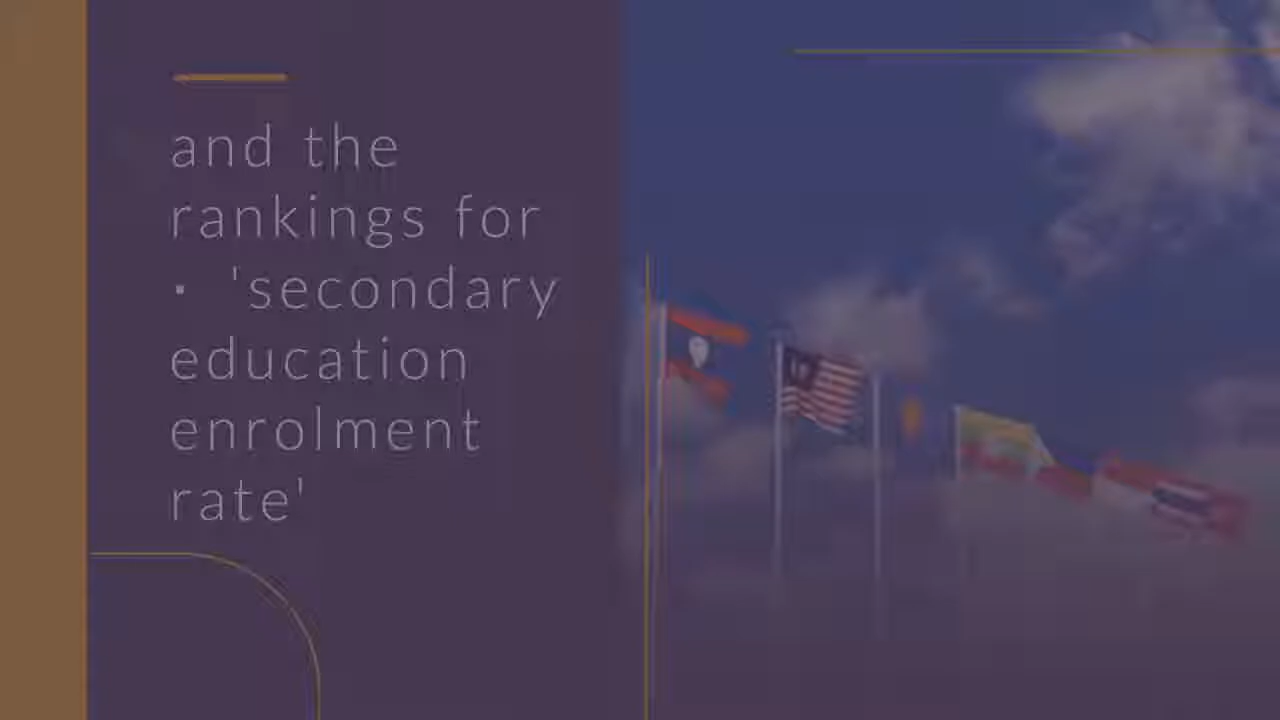 and the
rankings for
· 'secondary
education
enrolment
rate'